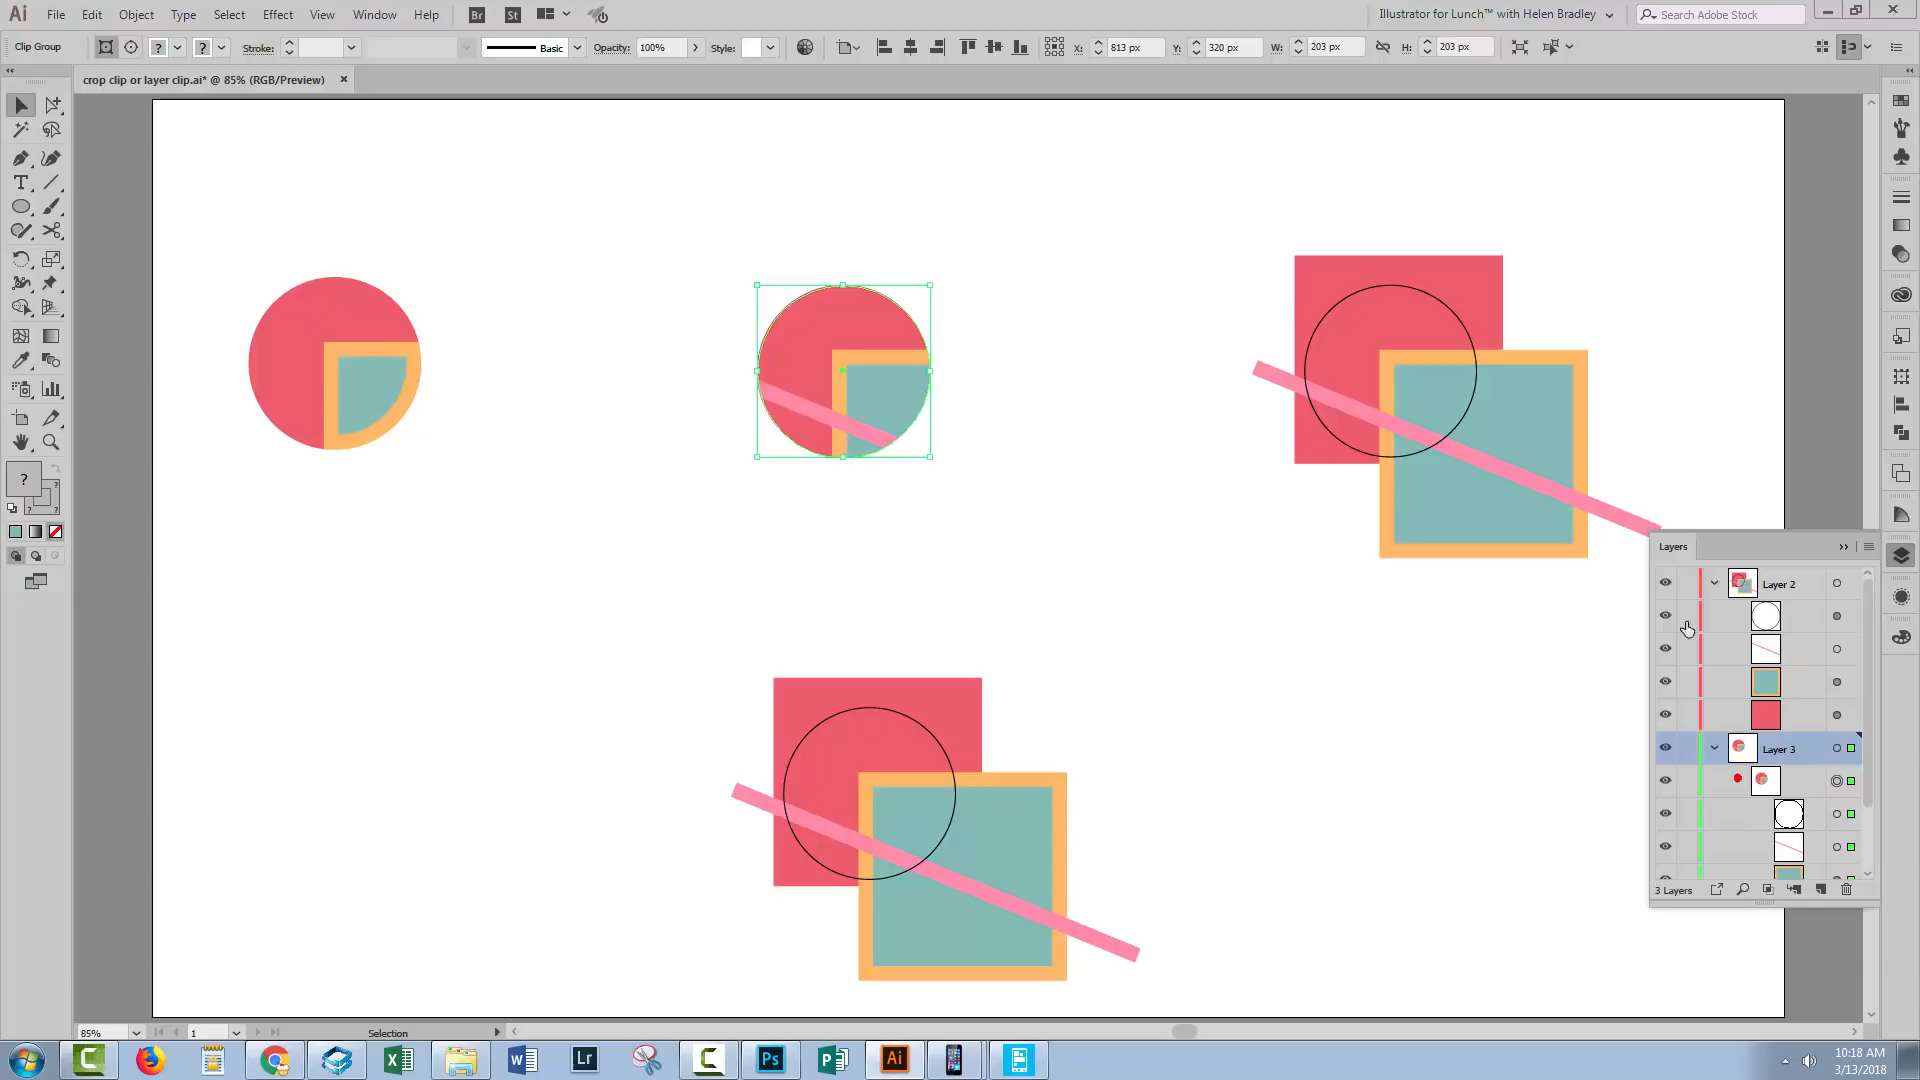 Ai File Edit Object Type Select Effect View Window Help Br St Illustrator for Lunch™ with Helen Bradley Search Adobe Stock
Clip Group ? ? Stroke: Basic Opacity: 100% Style: X: 813 px Y: 320 px W: 203 px H: 203 px
crop clip or layer clip.ai* @ 85% (RGB/Preview)
T
?
?
?
Layers
Layer 2
Layer 3
3 Layers
85% 1 Selection
Lr Ps Ai
10:18 AM
3/13/2018